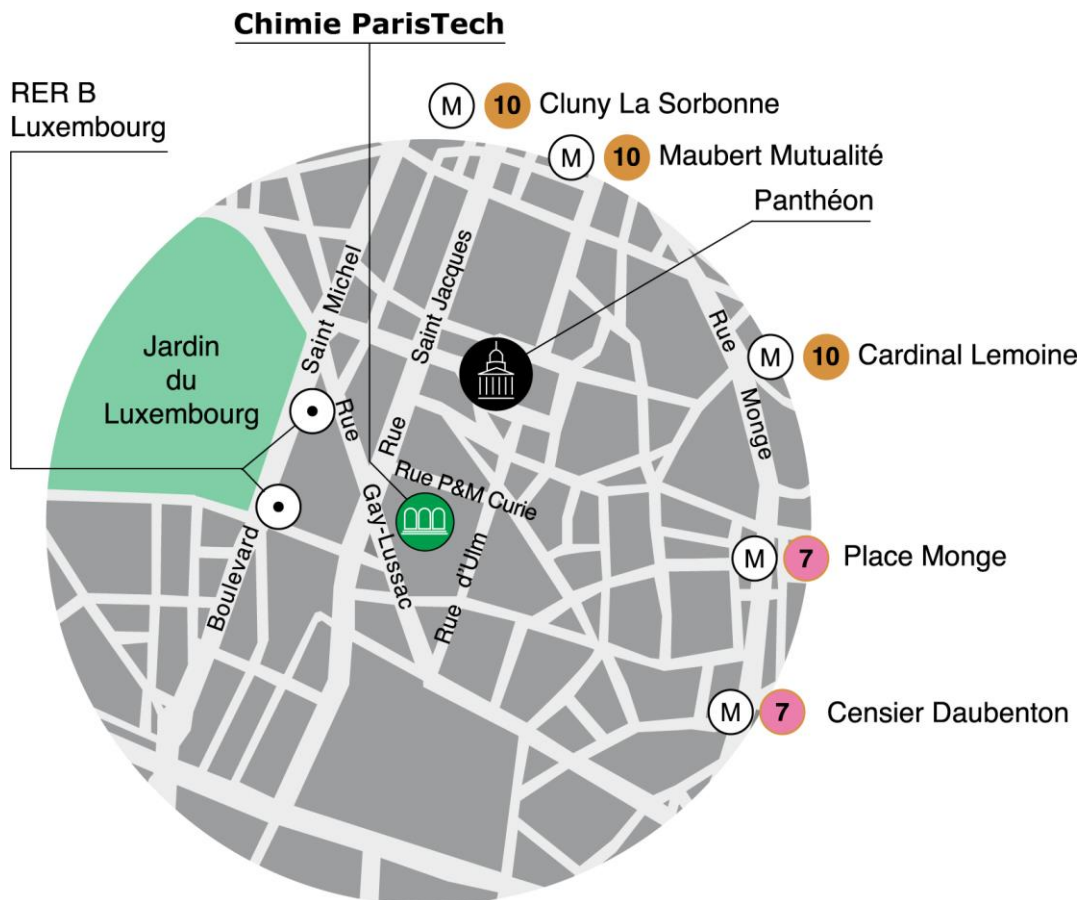 Chimie ParisTech
RER B
Luxembourg
M 10 Cluny La Sorbonne
M 10 Maubert Mutualité
Panthéon
Jardin
du
Luxembourg
Boulevard Saint Michel
Rue Saint Jacques
Rue Gay-Lussac
Rue P&M Curie
Rue d'Ulm
Rue Monge
M 10 Cardinal Lemoine
M 7 Place Monge
M 7 Censier Daubenton